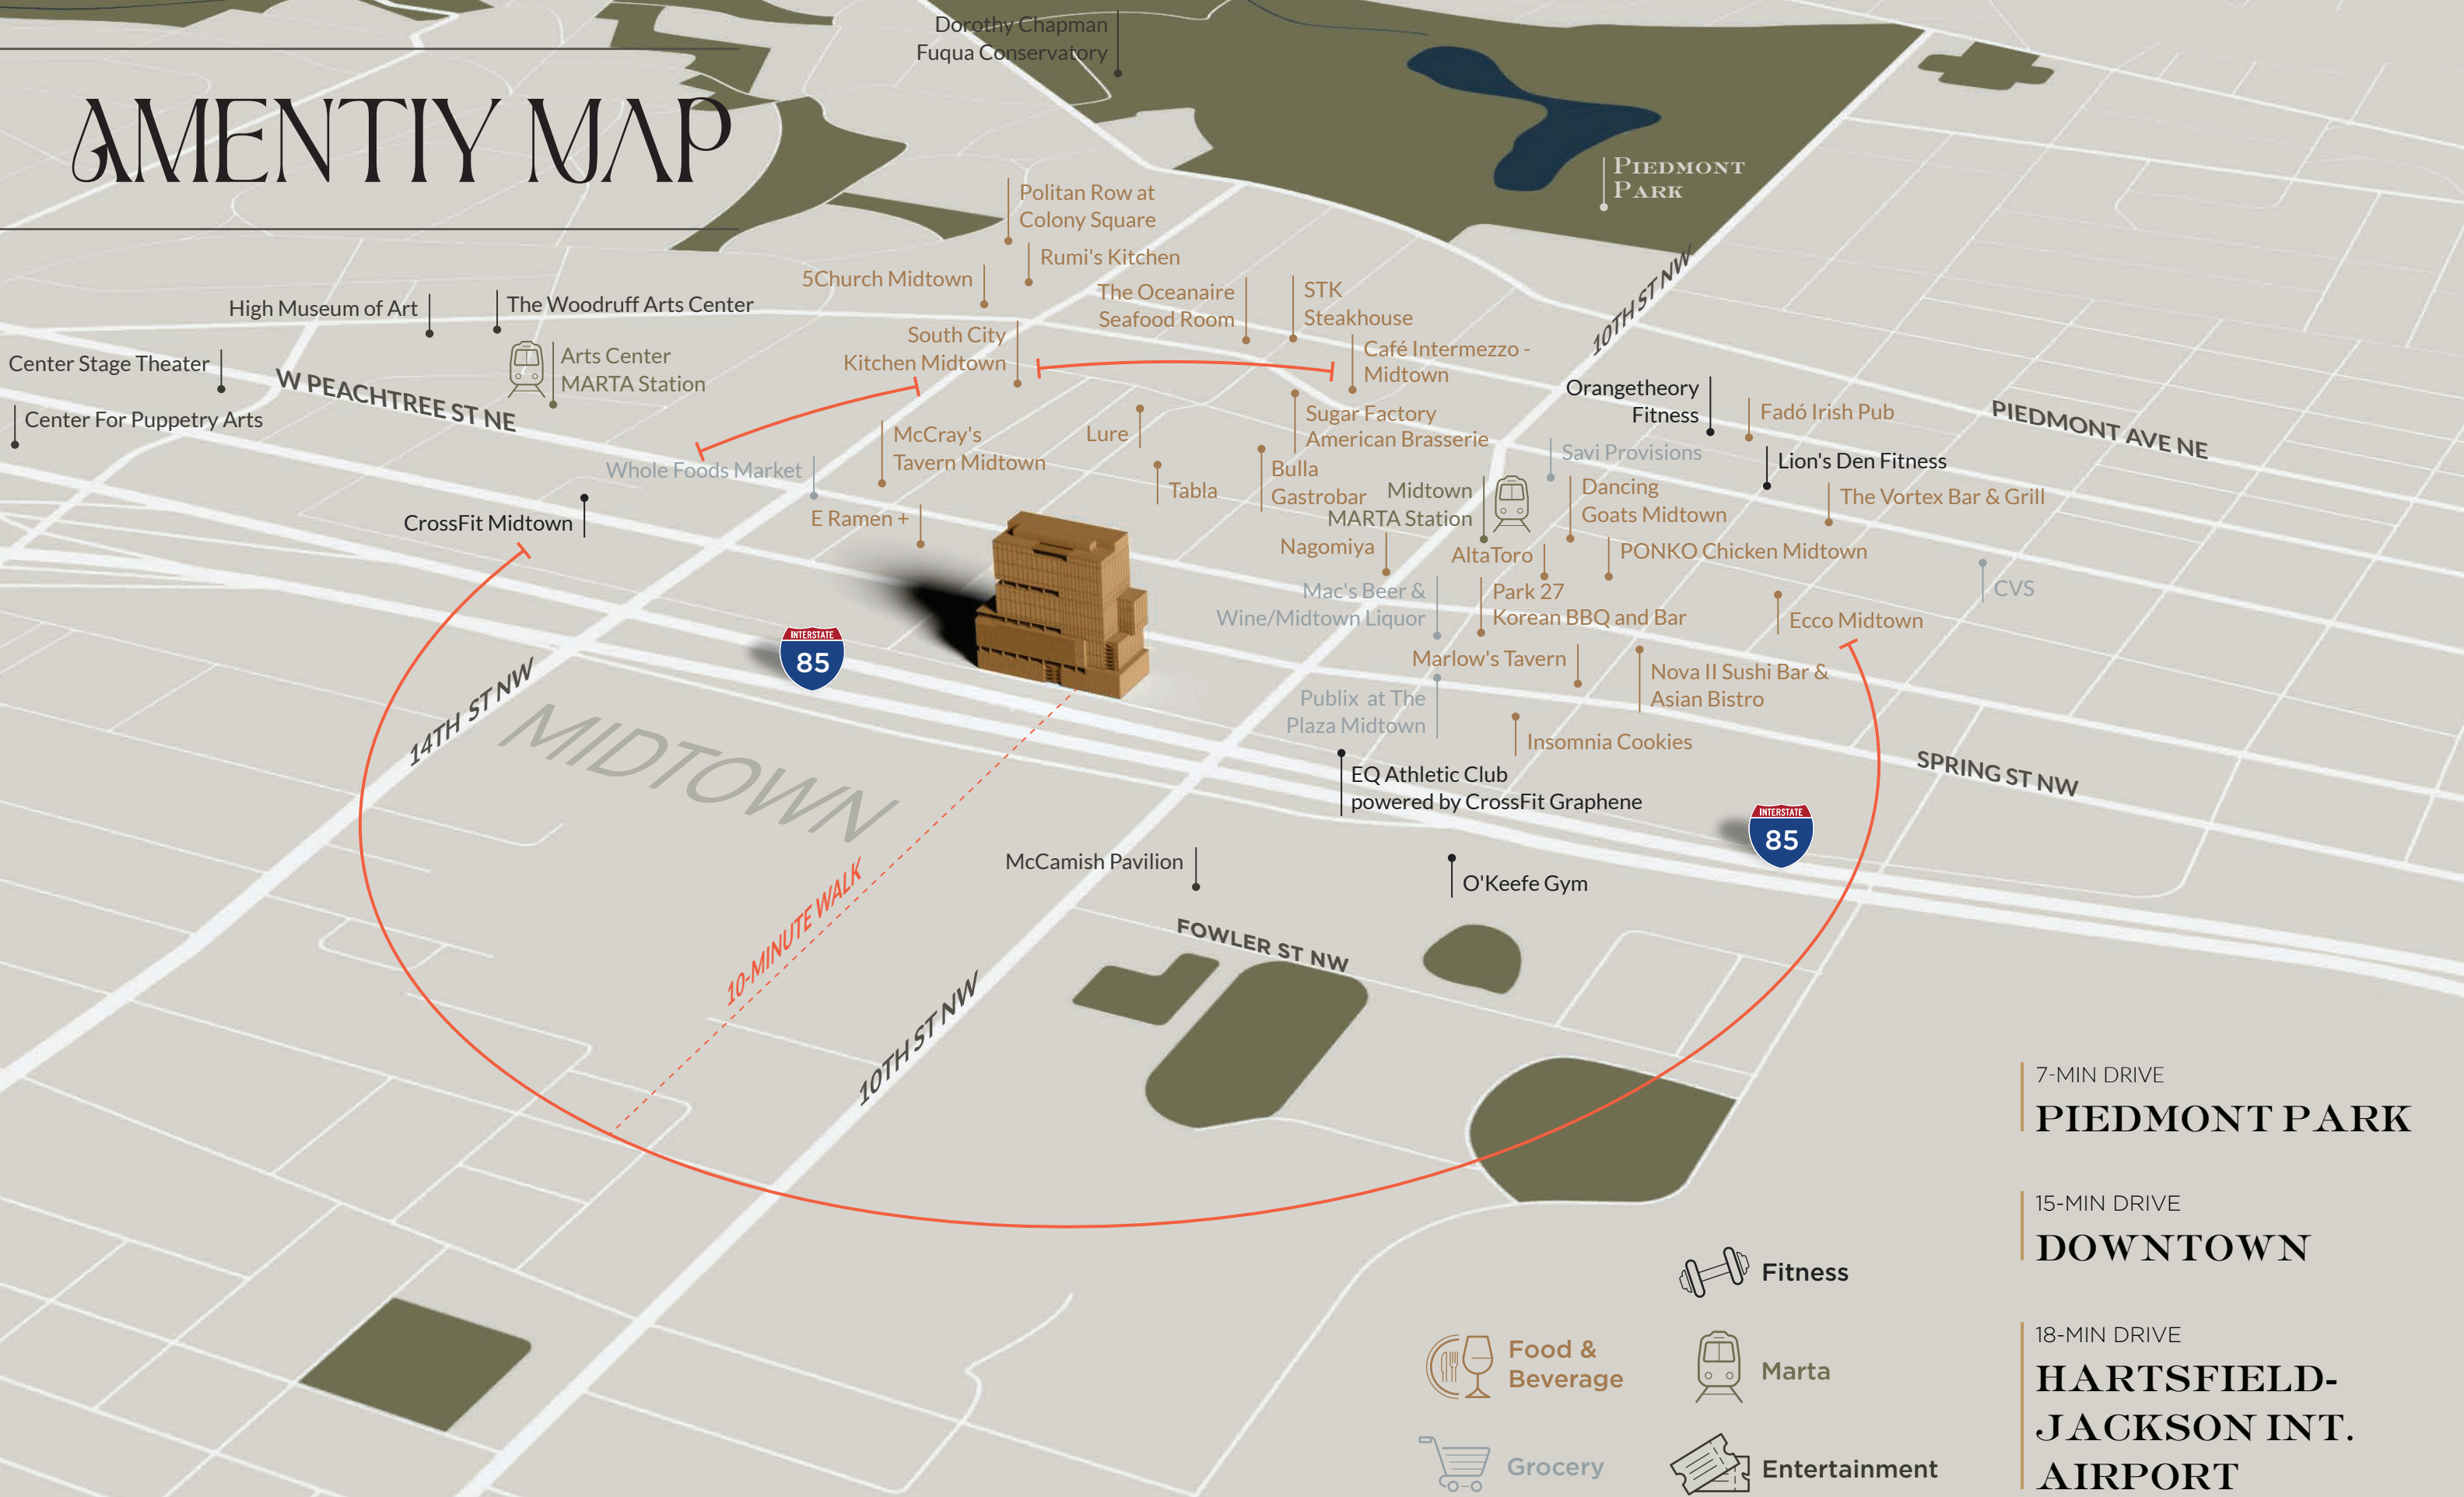 AMENTIY MAP
Dorothy Chapman
Fuqua Conservatory
PIEDMONT
PARK
Politan Row at
Colony Square
Rumi's Kitchen
5Church Midtown
The Oceanaire
Seafood Room
STK
Steakhouse
High Museum of Art
The Woodruff Arts Center
South City
Kitchen Midtown
Café Intermezzo -
Midtown
10TH ST NW
Center Stage Theater
Arts Center
MARTA Station
W PEACHTREE ST NE
Center For Puppetry Arts
Orangetheory
Fitness
Fadó Irish Pub
PIEDMONT AVE NE
Sugar Factory
American Brasserie
Lure
McCray's
Tavern Midtown
Whole Foods Market
Savi Provisions
Lion's Den Fitness
Bulla
Gastrobar
Tabla
Midtown
MARTA Station
Dancing
Goats Midtown
The Vortex Bar & Grill
CrossFit Midtown
E Ramen +
Nagomiya
AltaToro
PONKO Chicken Midtown
Mac's Beer &
Wine/Midtown Liquor
Park 27
Korean BBQ and Bar
CVS
Ecco Midtown
INTERSTATE
85
Marlow's Tavern
Nova II Sushi Bar &
Asian Bistro
Publix at The
Plaza Midtown
14TH ST NW
MIDTOWN
Insomnia Cookies
SPRING ST NW
EQ Athletic Club
powered by CrossFit Graphene
INTERSTATE
85
McCamish Pavilion
O'Keefe Gym
10-MINUTE WALK
FOWLER ST NW
10TH ST NW
7-MIN DRIVE
PIEDMONT PARK
15-MIN DRIVE
DOWNTOWN
18-MIN DRIVE
HARTSFIELD-
JACKSON INT.
AIRPORT
Fitness
Food &
Beverage
Marta
Grocery
Entertainment